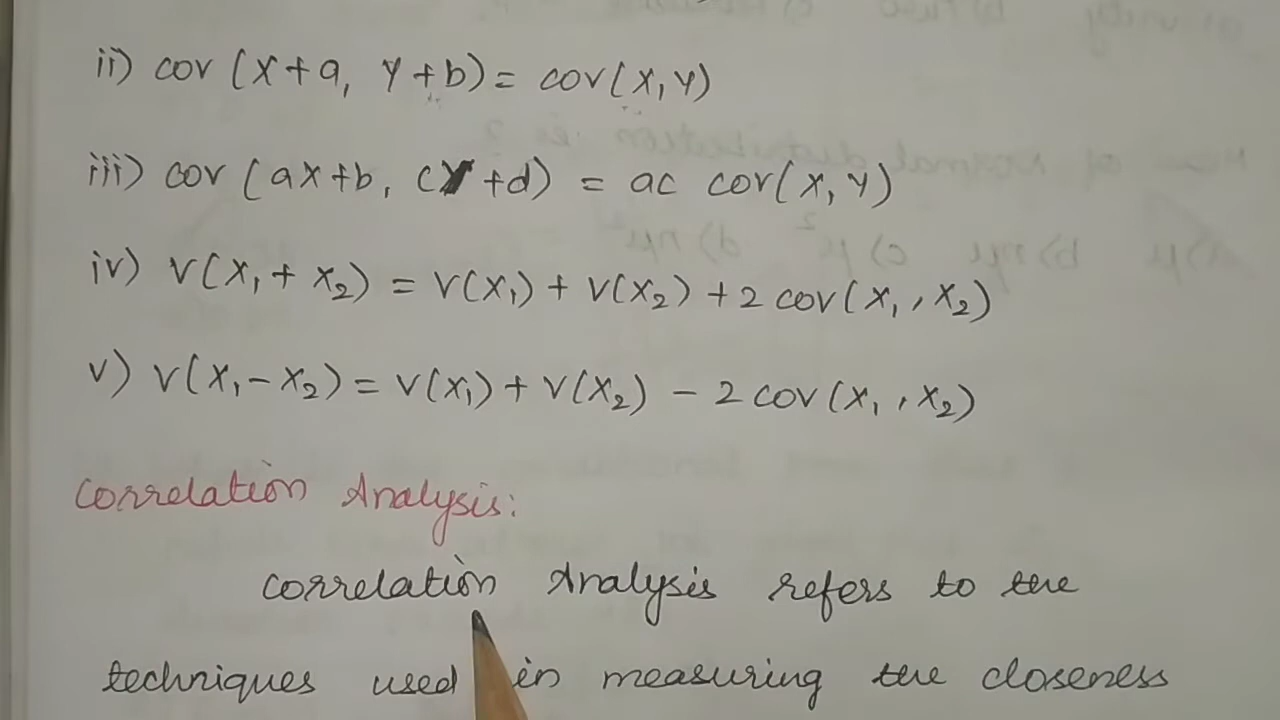 ii) cov (X+a, Y+b) = cov(X,Y)
iii) cov (aX+b, cY+d) = ac cov(X,Y)
iv) V(X₁+X₂) = V(X₁) + V(X₂) + 2 cov(X₁,X₂)
v) V(X₁-X₂) = V(X₁) + V(X₂) - 2 cov(X₁,X₂)
Correlation Analysis:
Correlation Analysis refers to the
techniques used in measuring the closeness